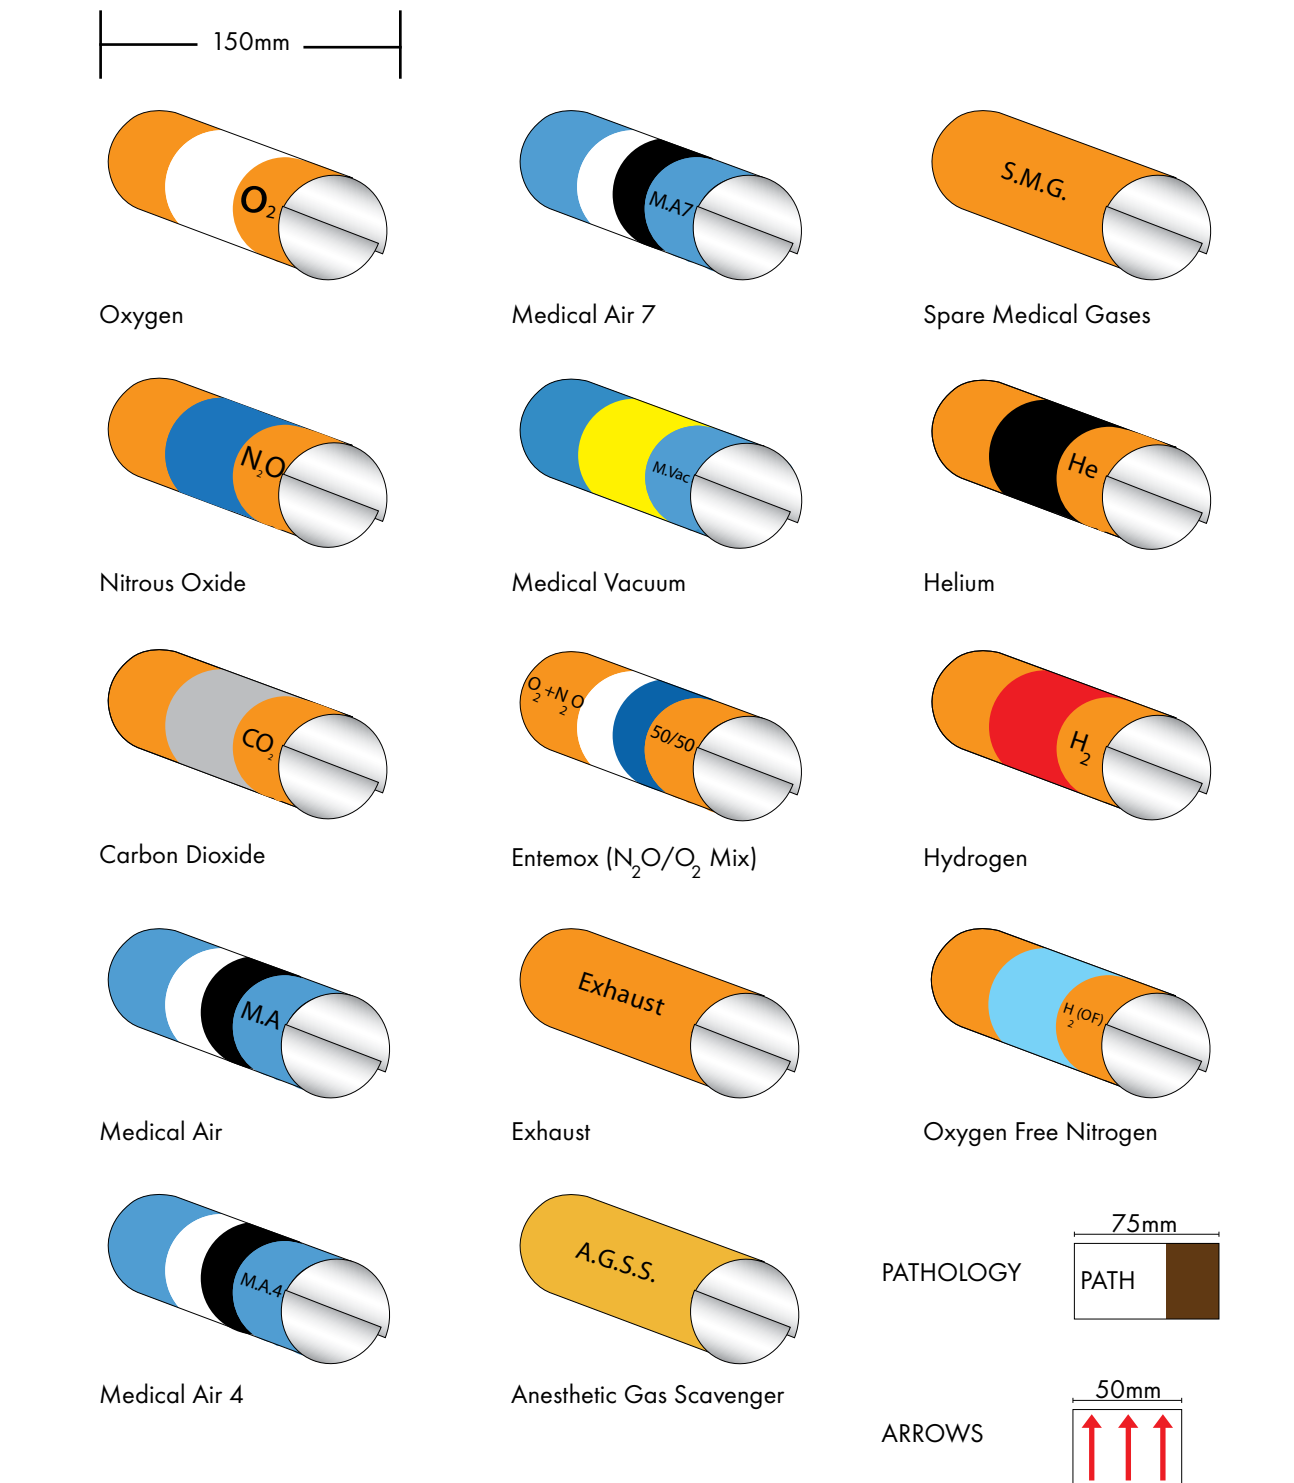 150mm
O₂
Oxygen
M.A7
Medical Air 7
S.M.G.
Spare Medical Gases
N₂O
Nitrous Oxide
M.Vac
Medical Vacuum
He
Helium
CO₂
Carbon Dioxide
O₂+N₂O
50/50
Entemox (N₂O/O₂ Mix)
H₂
Hydrogen
M.A
Medical Air
Exhaust
Exhaust
H₂(OF)
Oxygen Free Nitrogen
M.A.4
Medical Air 4
A.G.S.S.
Anesthetic Gas Scavenger
75mm
PATHOLOGY
PATH
50mm
ARROWS